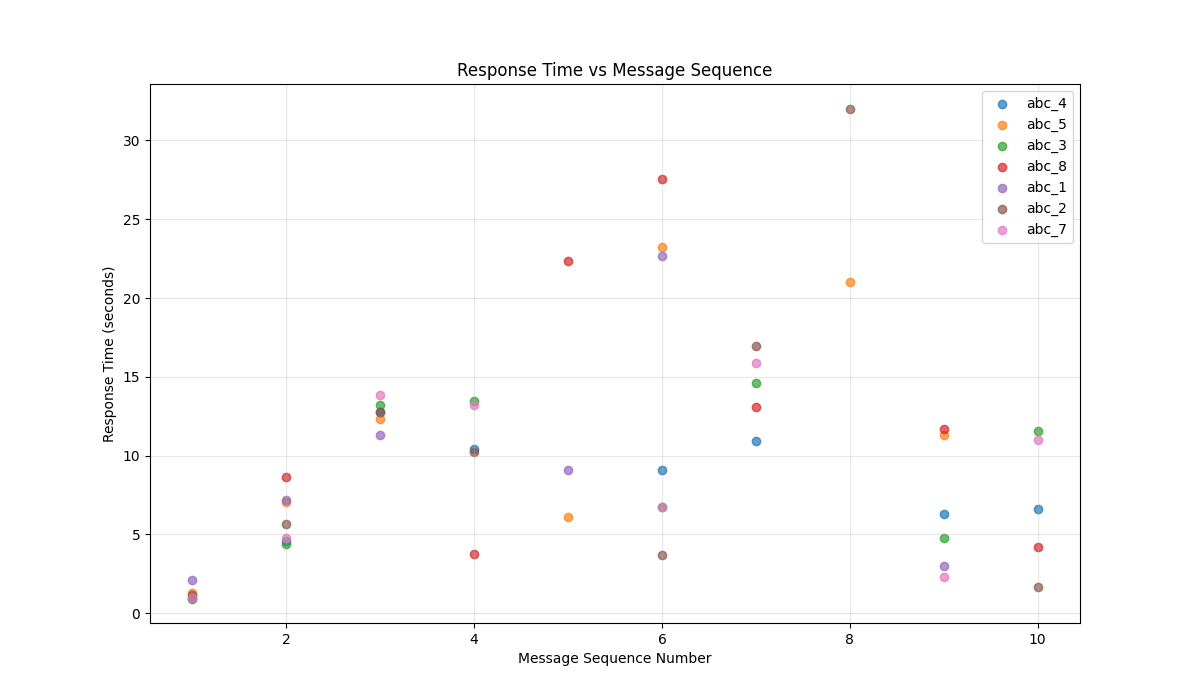 Response Time vs Message Sequence
abc_4
abc_5
abc_3
abc_8
abc_1
abc_2
abc_7
30
25
20
15
10
5
0
Response Time (seconds)
2
4
6
8
10
Message Sequence Number